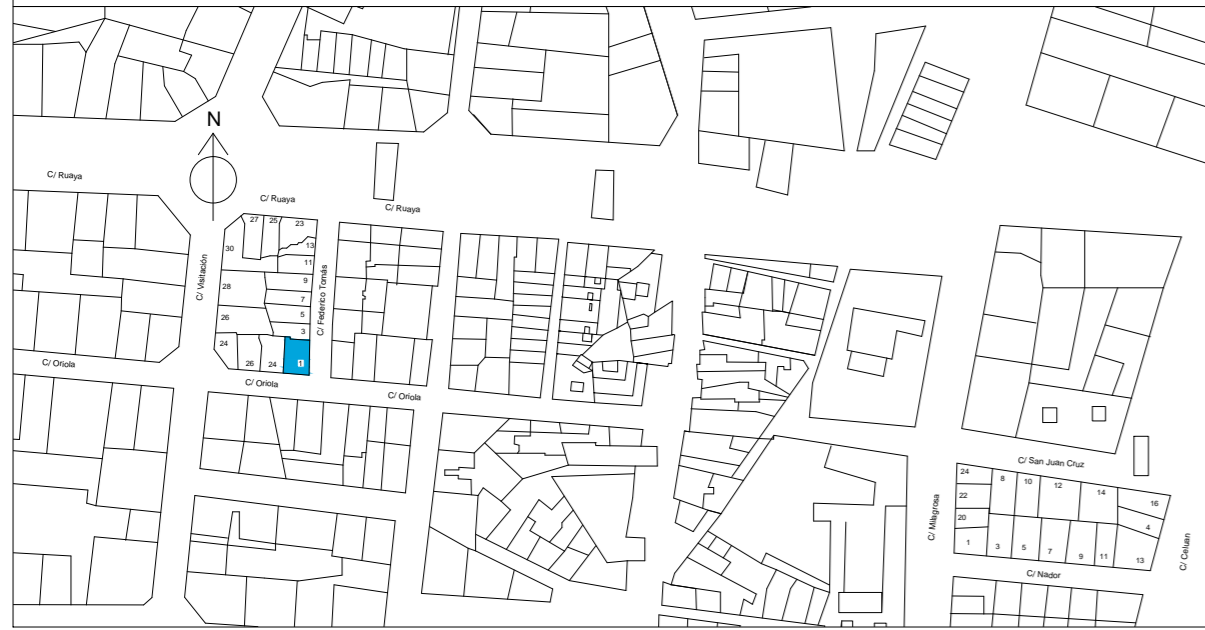 N
C/ Ruaya
C/ Ruaya
C/ Ruaya
27
25
23
30
13
11
C/ Visitación
C/ Federico Tomás
28
9
7
26
5
3
24
26
24
1
C/ Oriola
C/ Oriola
C/ Oriola
C/ San Juan Cruz
24
8
10
12
14
16
22
20
4
C/ Milagrosa
1
3
5
7
9
11
13
C/ Nador
C/ Celuan